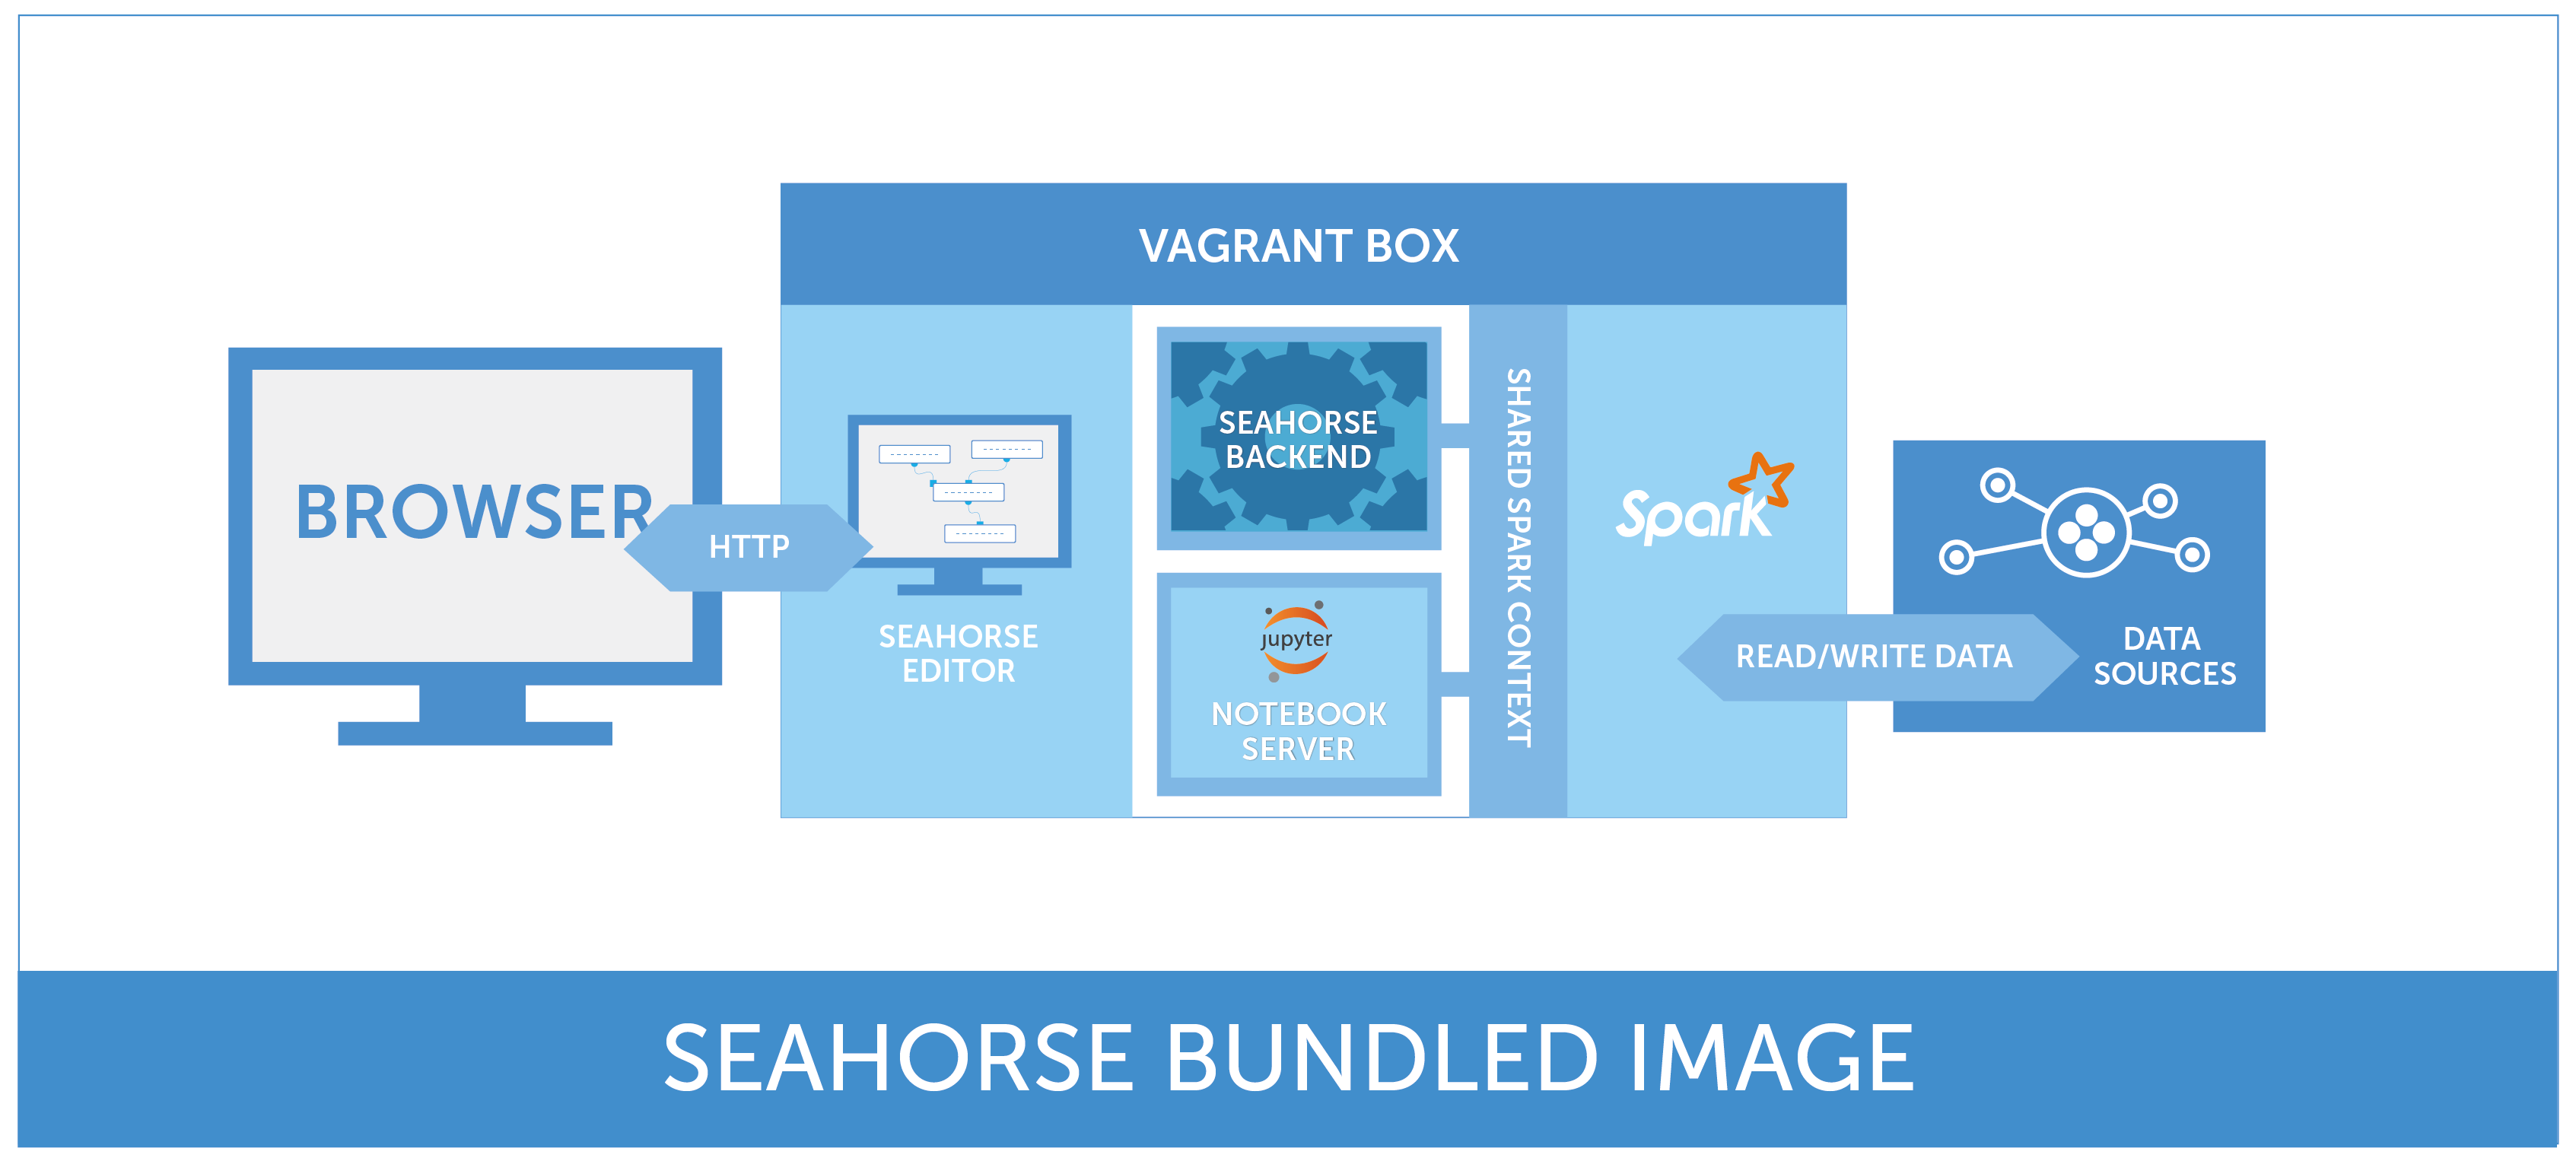 VAGRANT BOX
BROWSER
HTTP
SEAHORSE
EDITOR
SEAHORSE
BACKEND
jupyter
NOTEBOOK
SERVER
SHARED SPARK CONTEXT
Spark
READ/WRITE DATA
DATA
SOURCES
SEAHORSE BUNDLED IMAGE